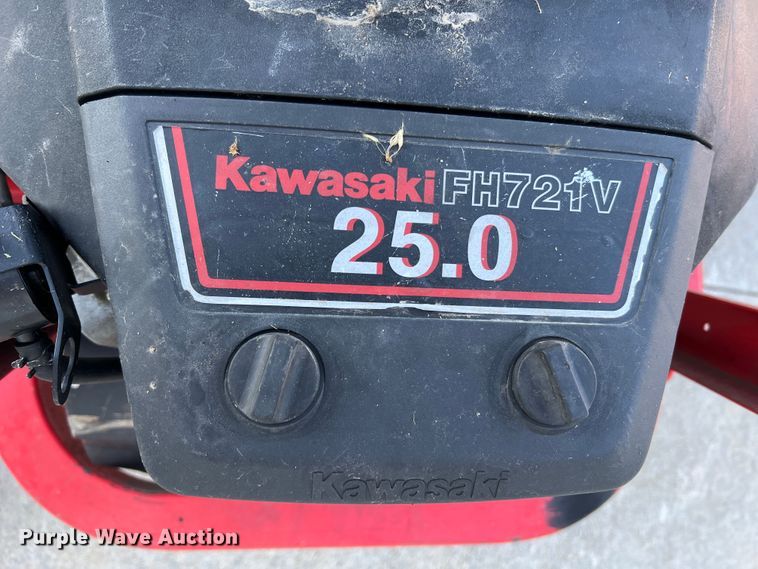 Kawasaki FH721V
25.0
Kawasaki
Purple Wave Auction